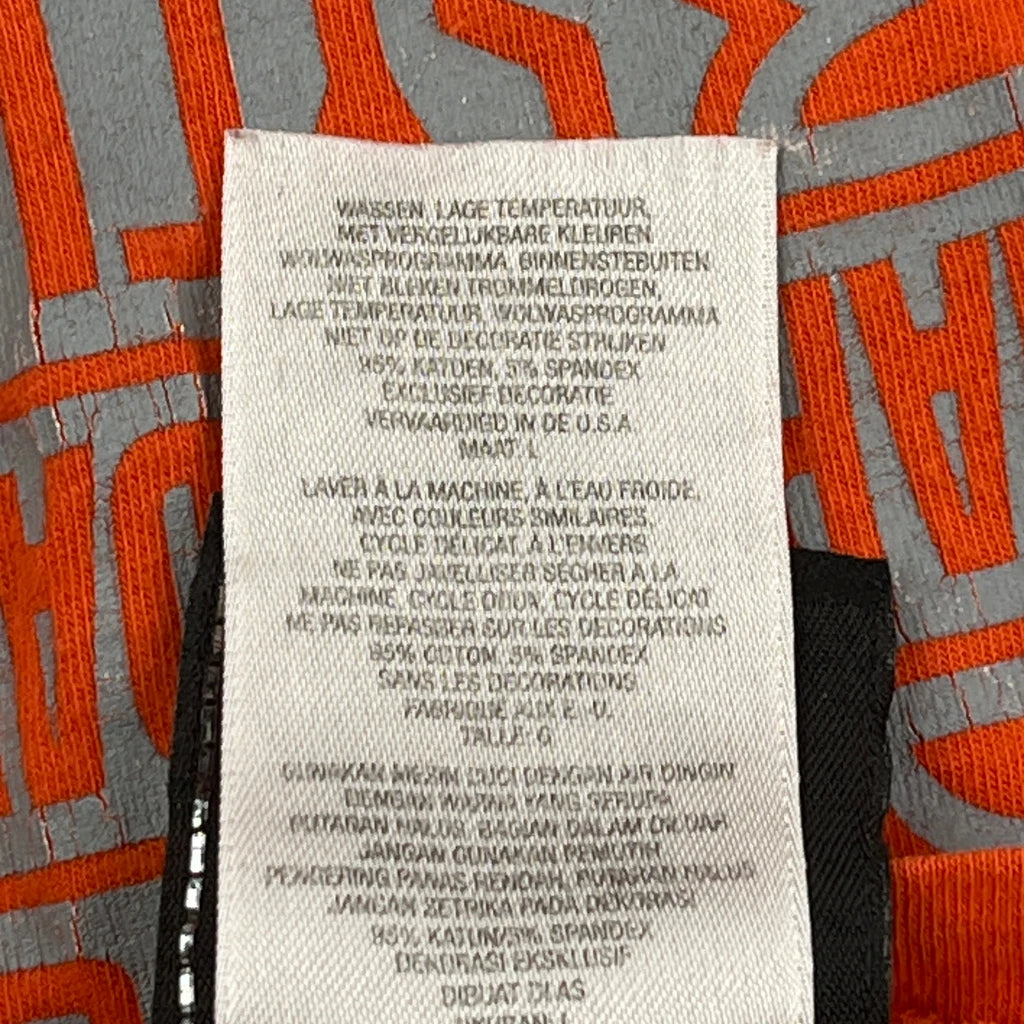 WASSEN, LAGE TEMPERATUUR,
MET VERGELIJKBARE KLEUREN
WOLWASPROGRAMMA, BINNENSTEBUITEN
NIET BLEKEN TROMMELDROGEN,
LAGE TEMPERATUUR, WOLWASPROGRAMMA
NIET OP DE DECORATIE STRIJKEN
95% KATOEN, 5% SPANDEX
EXCLUSIEF DECORATIE
VERVAARDIGD IN DE U.S.A.
MAAT: L
LAVER À LA MACHINE, À L'EAU FROIDE,
AVEC COULEURS SIMILAIRES,
CYCLE DÉLICAT, À L'ENVERS
NE PAS JAVELLISER SÉCHER À LA
MACHINE, CYCLE DOUX, CYCLE DÉLICAT
NE PAS REPASSER SUR LES DÉCORATIONS
95% COTON, 5% SPANDEX
SANS LES DÉCORATIONS
FABRIQUÉ AUX É.-U.
TAILLE: G
GUNAKAN MESIN CUCI DENGAN AIR DINGIN
DENGAN WARNA YANG SERUPA
PUTARAN HALUS, BAGIAN DALAM DILUAR
JANGAN GUNAKAN PEMUTIH
PENGERING PANAS RENDAH, PUTARAN HALUS
JANGAN SETRIKA PADA DEKORASI
95% KATUN/5% SPANDEX
DEKORASI EKSKLUSIF
DIBUAT DI AS
UKURAN: L